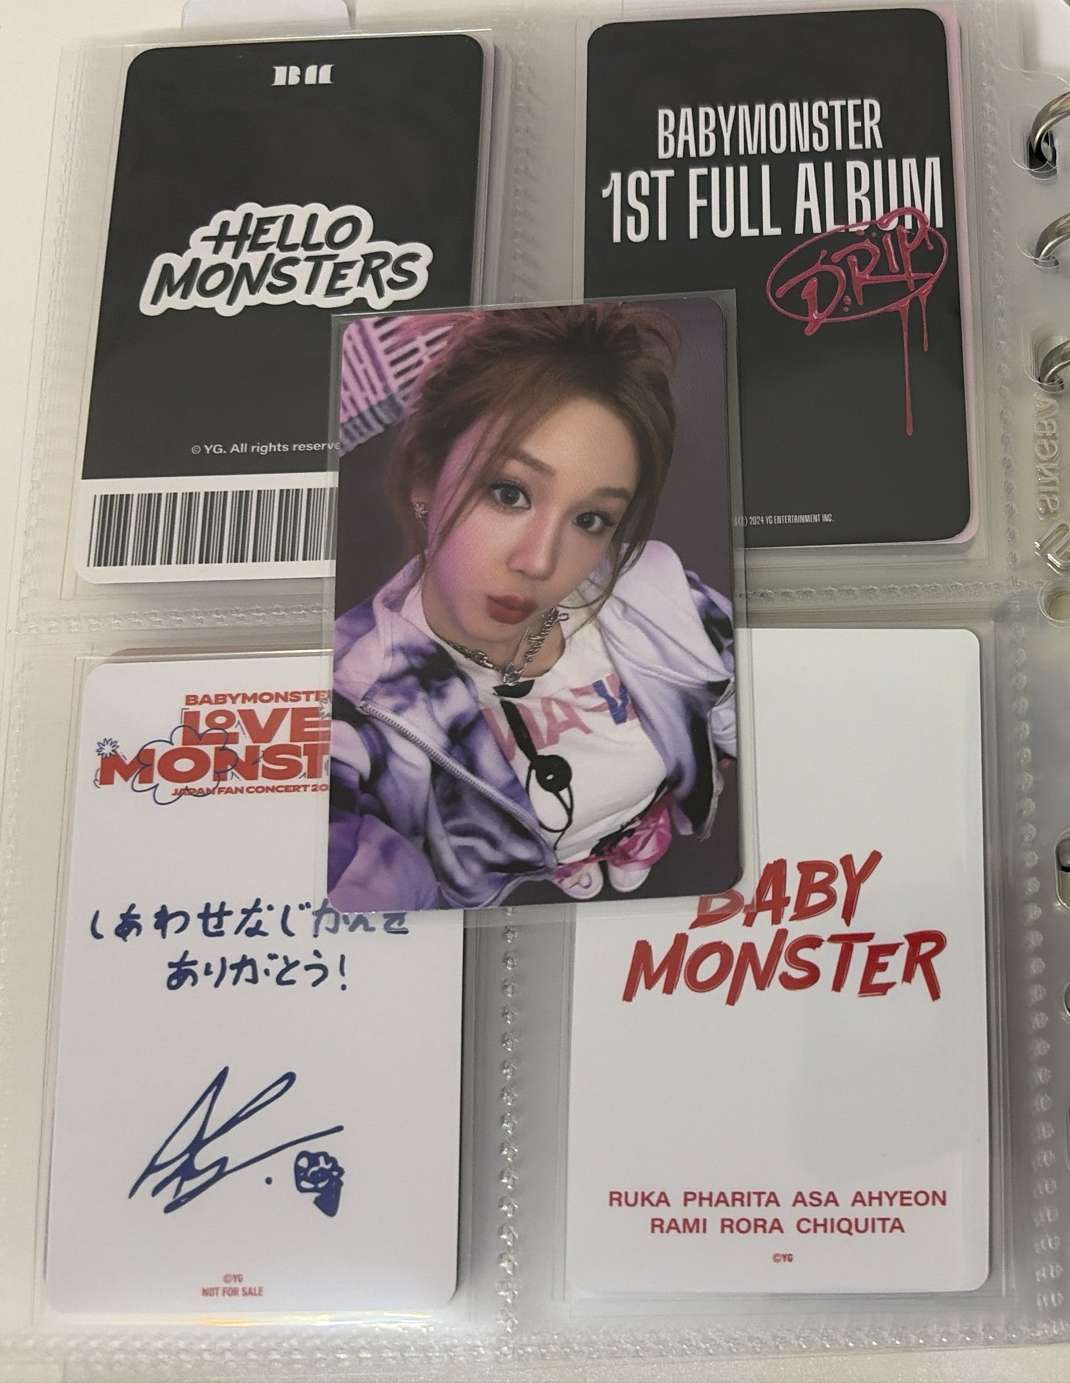 HELLO
MONSTERS
© YG. All rights reserve
BABYMONSTER
1ST FULL ALBUM
DRIP
2024 YG ENTERTAINMENT INC.
BABYMONSTER
LOVE
MONST
JAPAN FAN CONCERT 20
しあわせなじかんを
ありがとう!
©YG
NOT FOR SALE
BABY
MONSTER
RUKA PHARITA ASA AHYEON
RAMI RORA CHIQUITA
©YG